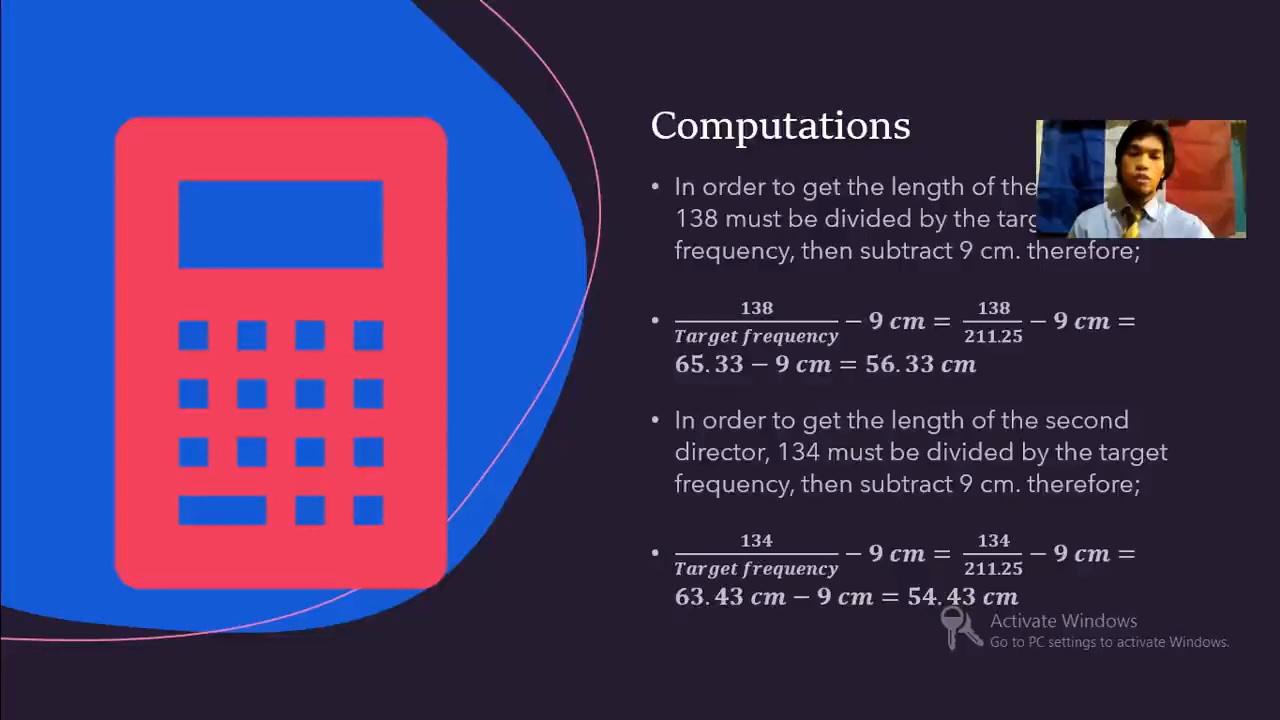 Computations
• In order to get the length of the
138 must be divided by the
frequency, then subtract 9 cm. therefore;
• 138/Target frequency − 9 cm = 138/211.25 − 9 cm =
65.33 − 9 cm = 56.33 cm
• In order to get the length of the second
director, 134 must be divided by the target
frequency, then subtract 9 cm. therefore;
• 134/Target frequency − 9 cm = 134/211.25 − 9 cm =
63.43 cm − 9 cm = 54.43 cm
Activate Windows
Go to PC settings to activate Windows.